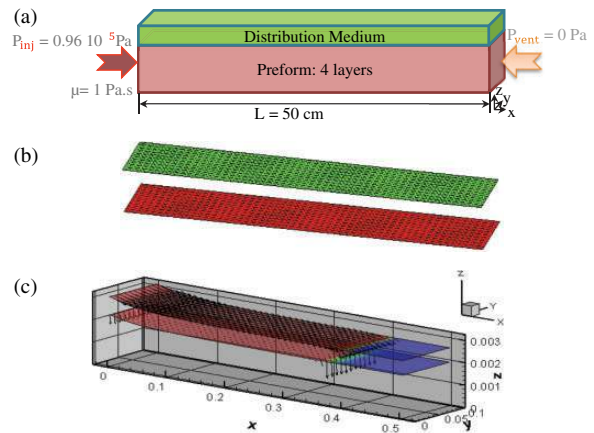 (a)
Distribution Medium
P_inj = 0.96 10 ⁵Pa
P_vent = 0 Pa
Preform: 4 layers
μ= 1 Pa.s
z
y
x
L = 50 cm
(b)
(c)
z
Y
X
0.003
0.002
0.001
0
z
0
0.1
0.2
0.3
0.4
0.5
x
0
0.05
0.1
y